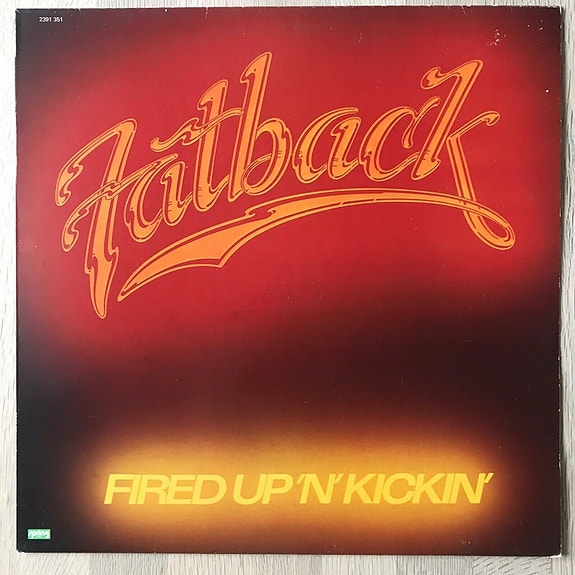 2391 351
Fatback
FIRED UP 'N' KICKIN'